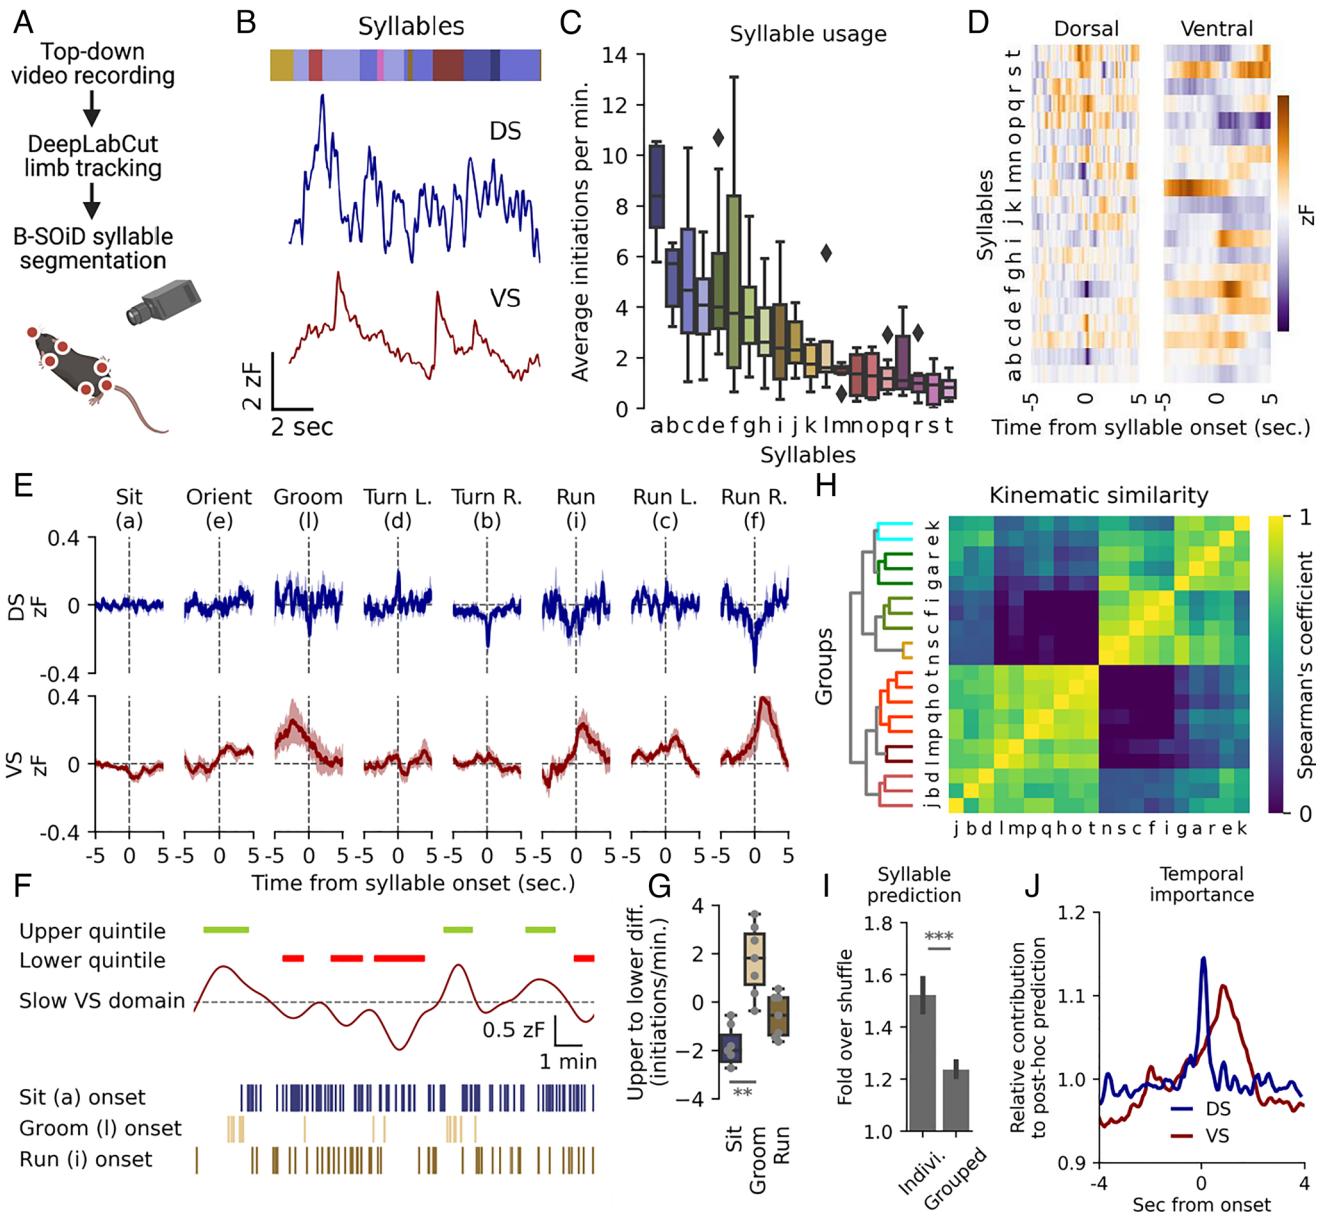 A
Top-down
video recording
DeepLabCut
limb tracking
B-SOiD syllable
segmentation
B
Syllables
DS
VS
2 zF
2 sec
C
Syllable usage
Average initiations per min.
14
12
10
8
6
4
2
0
a b c d e f g h i j k l m n o p q r s t
Syllables
D
Dorsal
Ventral
Syllables
a b c d e f g h i j k l m n o p q r s t
-5 0 5
-5 0 5
Time from syllable onset (sec.)
zF
E
Sit
(a)
Orient
(e)
Groom
(l)
Turn L.
(d)
Turn R.
(b)
Run
(i)
Run L.
(c)
Run R.
(f)
DS
zF
0.4
0
-0.4
VS
zF
0.4
0
-0.4
-5 0 5
-5 0 5
-5 0 5
-5 0 5
-5 0 5
-5 0 5
-5 0 5
-5 0 5
Time from syllable onset (sec.)
F
Upper quintile
Lower quintile
Slow VS domain
0.5 zF
1 min
Sit (a) onset
Groom (l) onset
Run (i) onset
G
Upper to lower diff.
(initiations/min.)
4
2
0
−2
−4
**
Sit
Groom
Run
H
Kinematic similarity
Groups
j b d l m p q h o t n s c f i g a r e k
j b d l m p q h o t n s c f i g a r e k
1
0
Spearman's coefficient
I
Syllable
prediction
Fold over shuffle
1.8
1.6
1.4
1.2
1.0
***
Indivi.
Grouped
J
Temporal
importance
Relative contribution
to post-hoc prediction
1.2
1.1
1.0
0.9
DS
VS
-4 0 4
Sec from onset